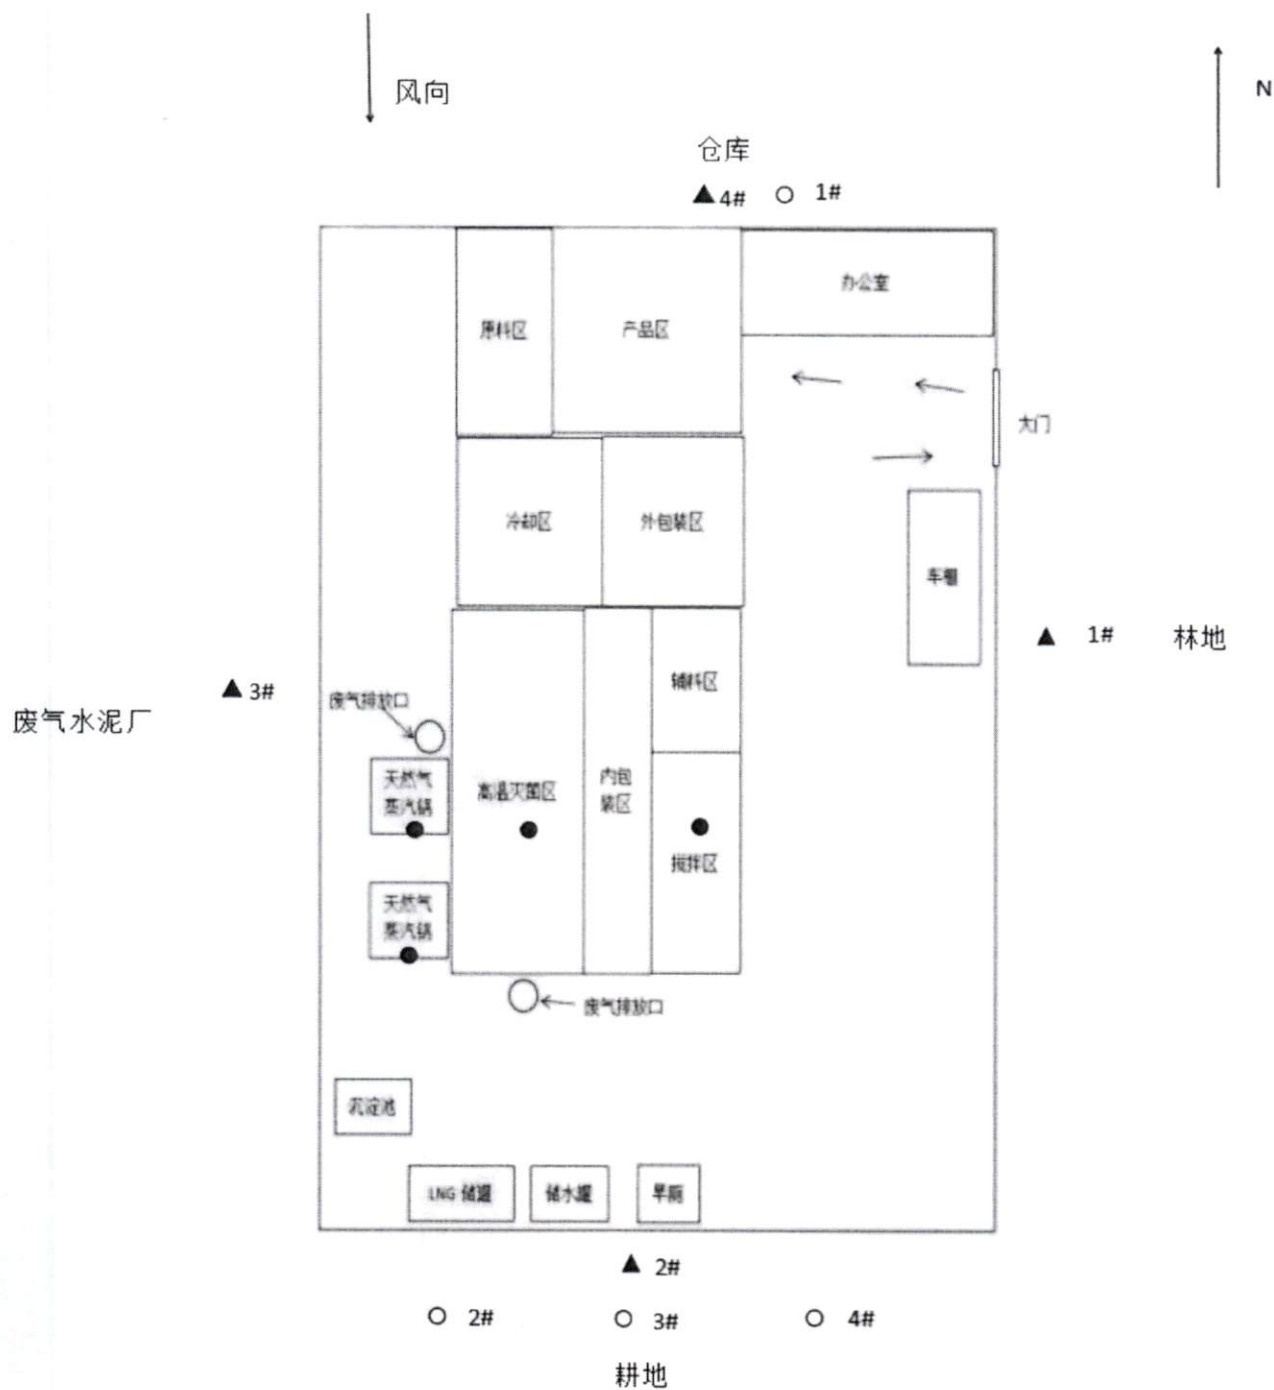 风向
N
仓库
4#
1#
办公室
原料区
产品区
大门
冷却区
外包装区
车棚
1#
林地
辅料区
3#
废气排放口
废气水泥厂
天然气
蒸汽锅
高温灭菌区
内包
装区
搅拌区
天然气
蒸汽锅
废气排放口
沉淀池
LNG 储罐
储水罐
旱厕
2#
2#
3#
4#
耕地